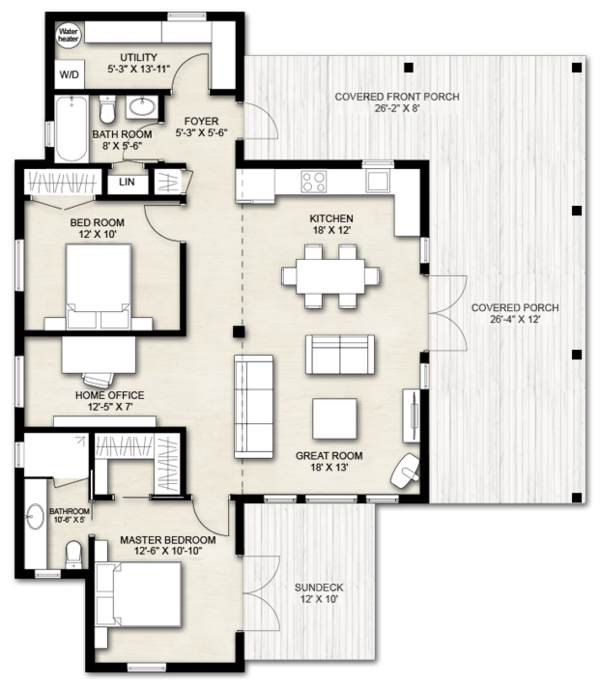 Water
heater
UTILITY
5'-3" X 13'-11"
W/D
COVERED FRONT PORCH
26'-2" X 8'
FOYER
5'-3" X 5'-6"
BATH ROOM
8' X 5'-6"
LIN
BED ROOM
12' X 10'
KITCHEN
18' X 12'
COVERED PORCH
26'-4" X 12'
HOME OFFICE
12'-5" X 7'
GREAT ROOM
18' X 13'
BATHROOM
10'-6" X 5'
MASTER BEDROOM
12'-6" X 10'-10"
SUNDECK
12' X 10'